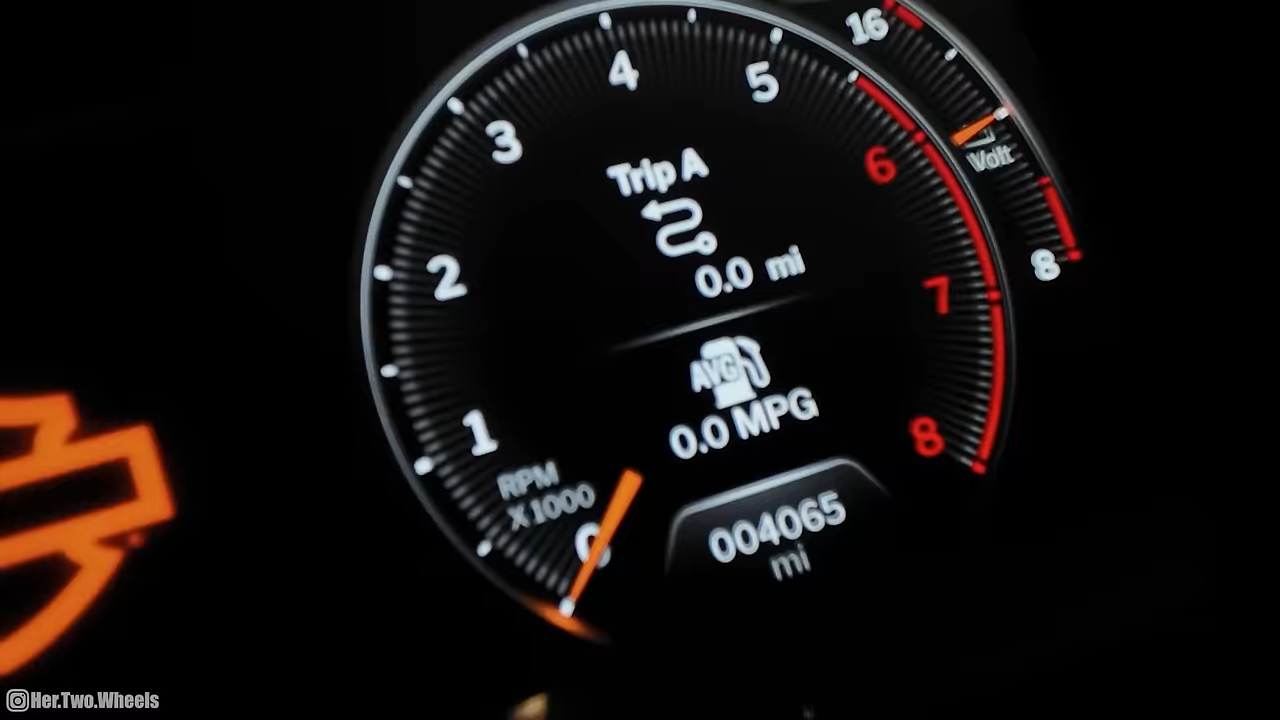 16
4
5
3
Volt
Trip A
6
2
8
0.0 mi
7
AVG
0.0 MPG
1
8
RPM
X1000
0
004065
mi
Her.Two.Wheels